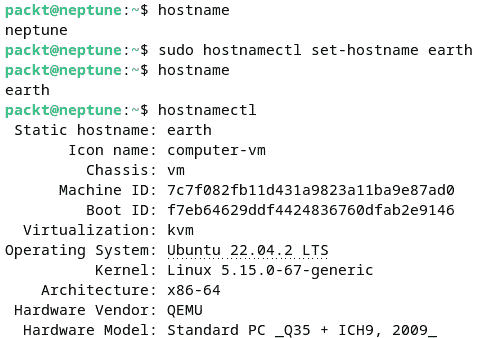 packt@neptune:~$ hostname
neptune
packt@neptune:~$ sudo hostnamectl set-hostname earth
packt@neptune:~$ hostname
earth
packt@neptune:~$ hostnamectl
Static hostname: earth
Icon name: computer-vm
Chassis: vm
Machine ID: 7c7f082fb11d431a9823a11ba9e87ad0
Boot ID: f7eb64629ddf4424836760dfab2e9146
Virtualization: kvm
Operating System: Ubuntu 22.04.2 LTS
Kernel: Linux 5.15.0-67-generic
Architecture: x86-64
Hardware Vendor: QEMU
Hardware Model: Standard PC _Q35 + ICH9, 2009_